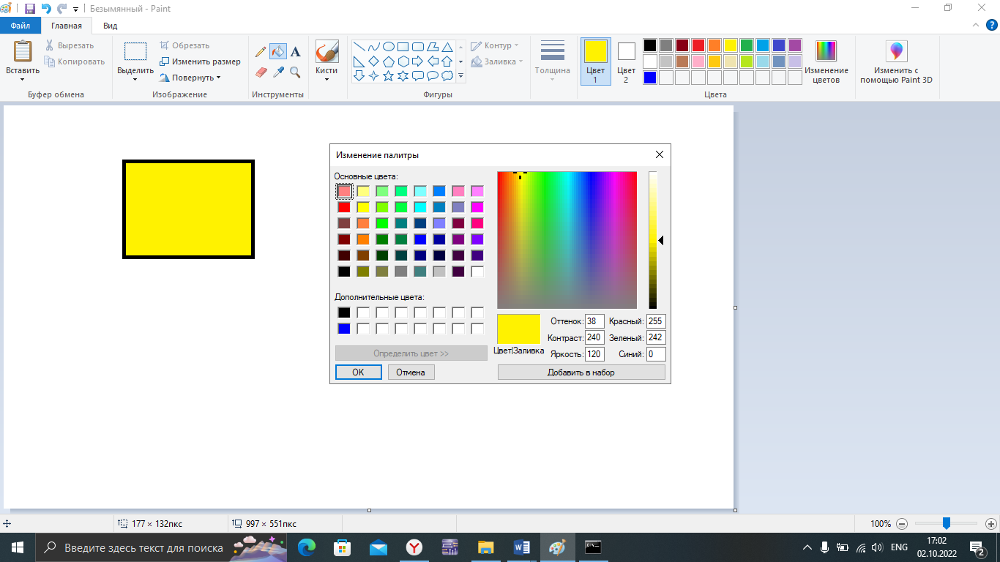 Безымянный - Paint
Файл Главная Вид
Вставить
Вырезать
Копировать
Буфер обмена
Выделить
Обрезать
Изменить размер
Повернуть
Изображение
A
Инструменты
Кисти
Фигуры
Контур
Заливка
Толщина
Цвет
1
Цвет
2
Цвета
Изменение
цветов
Изменить с
помощью Paint 3D
Изменение палитры
Основные цвета:
Дополнительные цвета:
Определить цвет >>
OK Отмена
Цвет|Заливка
Оттенок: 38 Красный: 255
Контраст: 240 Зеленый: 242
Яркость: 120 Синий: 0
Добавить в набор
177 × 132пкс 997 × 551пкс 100%
Введите здесь текст для поиска
ENG
17:02
02.10.2022
2